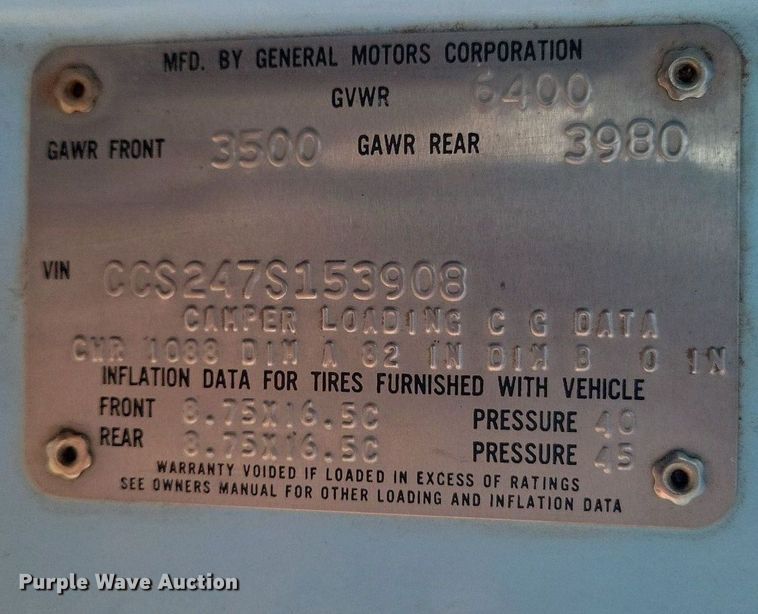 MFD. BY GENERAL MOTORS CORPORATION
GVWR 6400
GAWR FRONT 3500 GAWR REAR 3980
VIN CCS247S153908
CAMPER LOADING C G DATA
CWR 1088 DIM A 82 IN DIM B 0 IN
INFLATION DATA FOR TIRES FURNISHED WITH VEHICLE
FRONT 8.75X16.5C PRESSURE 40
REAR 8.75X16.5C PRESSURE 45
WARRANTY VOIDED IF LOADED IN EXCESS OF RATINGS
SEE OWNERS MANUAL FOR OTHER LOADING AND INFLATION DATA
Purple Wave Auction